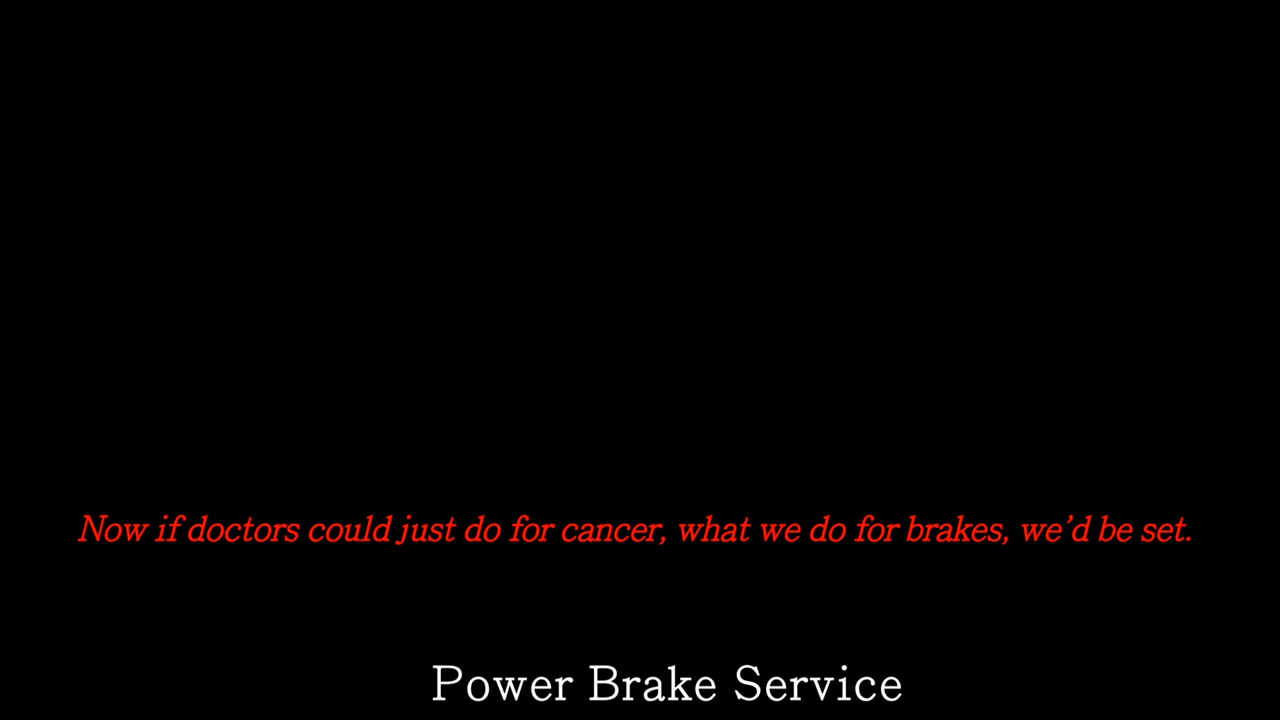 Now if doctors could just do for cancer, what we do for brakes, we’d be set.
Power Brake Service